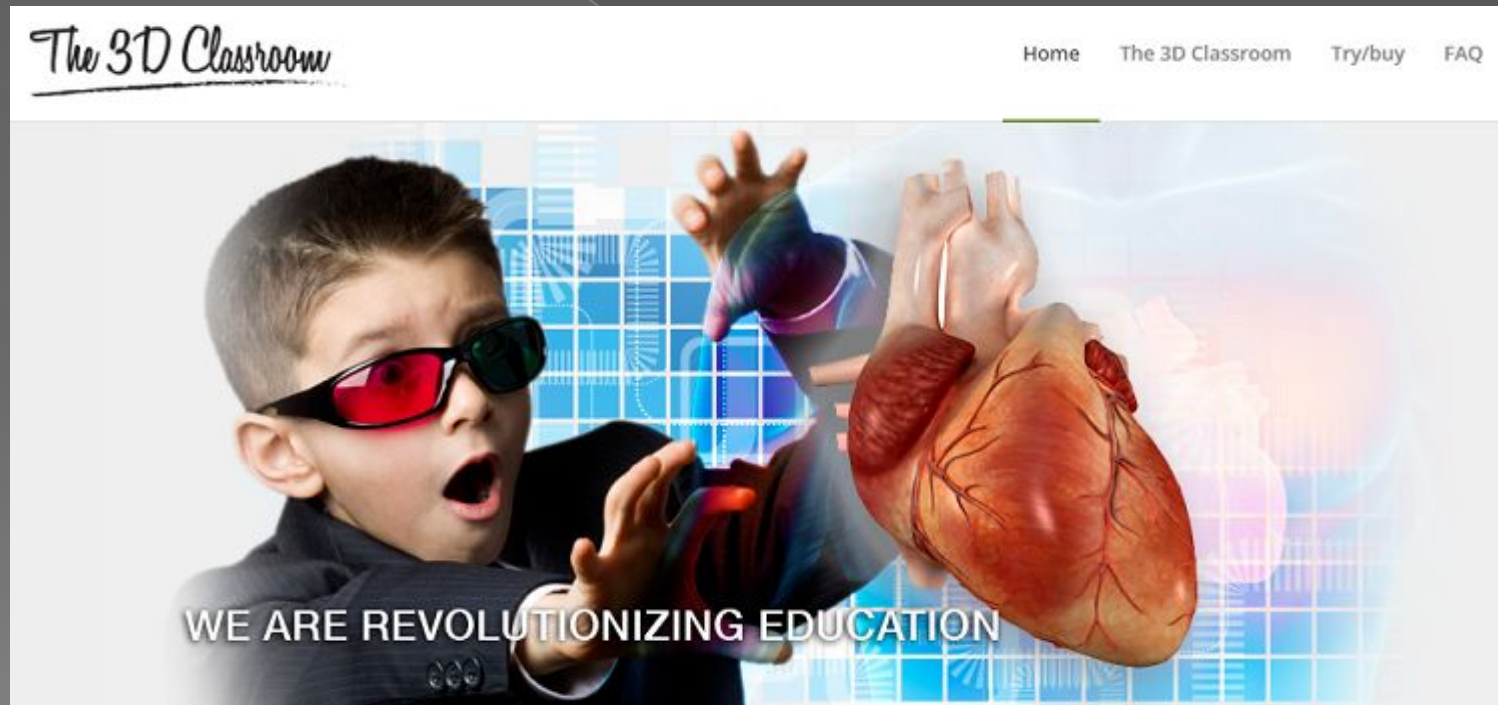 The 3D Classroom
Home The 3D Classroom Try/buy FAQ
WE ARE REVOLUTIONIZING EDUCATION